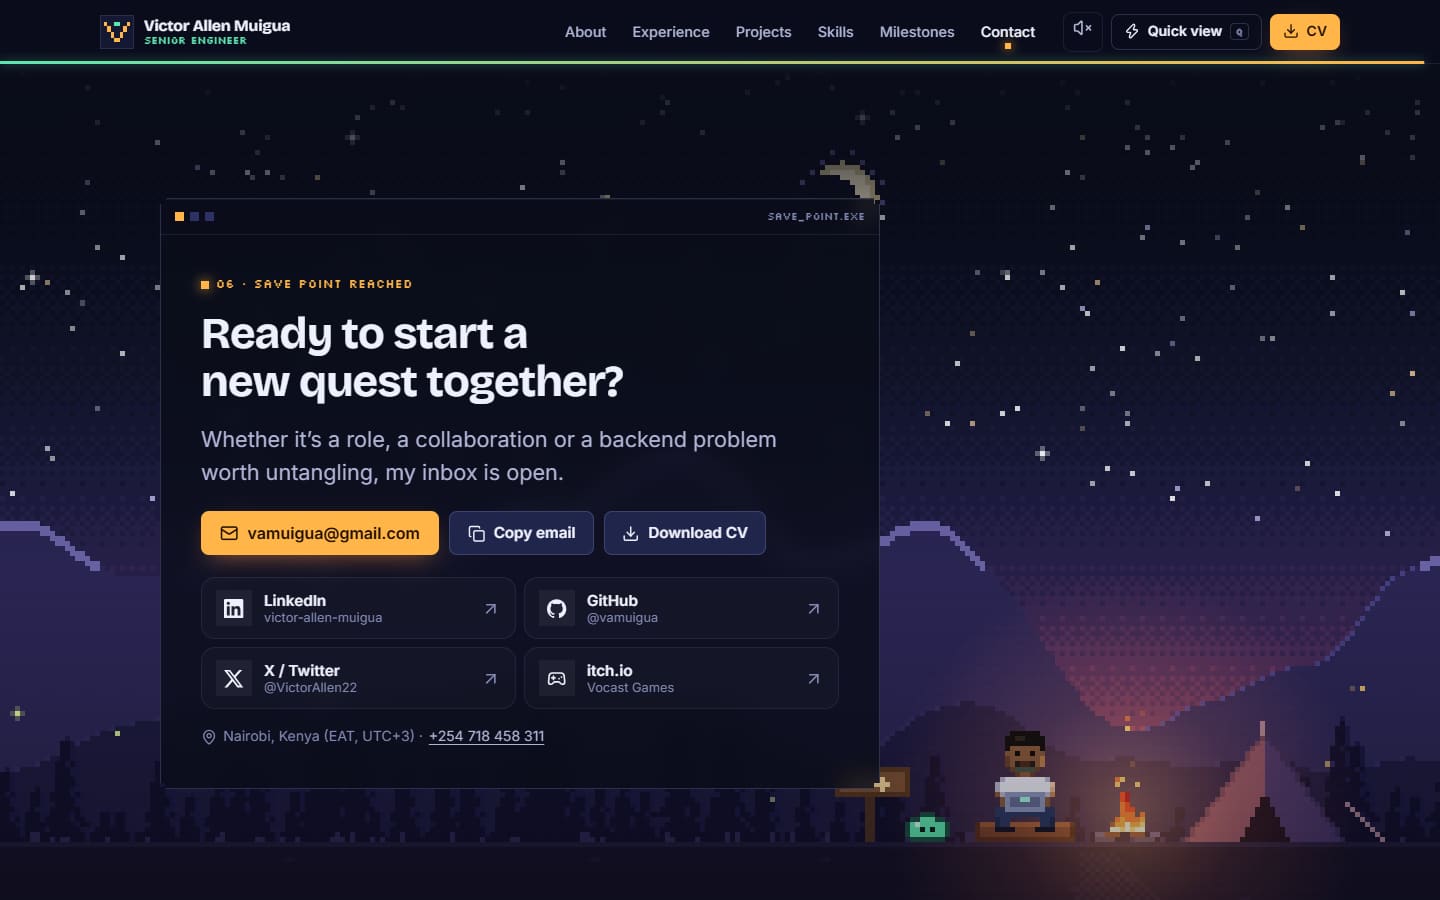 Victor Allen Muigua
SENIOR ENGINEER
About Experience Projects Skills Milestones Contact Quick view Q CV
SAVE_POINT.EXE
06 · SAVE POINT REACHED
Ready to start a
new quest together?
Whether it’s a role, a collaboration or a backend problem
worth untangling, my inbox is open.
vamuigua@gmail.com Copy email Download CV
LinkedIn
victor-allen-muigua
GitHub
@vamuigua
X / Twitter
@VictorAllen22
itch.io
Vocast Games
Nairobi, Kenya (EAT, UTC+3) · +254 718 458 311